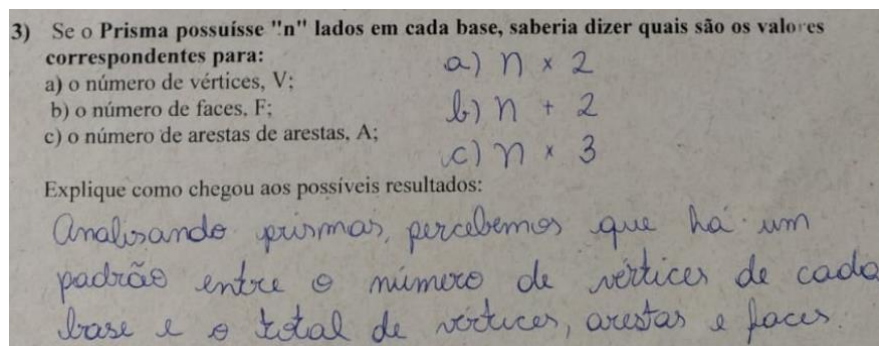 3) Se o Prisma possuísse "n" lados em cada base, saberia dizer quais são os valores
correspondentes para:
a) n x 2
a) o número de vértices, V;
b) n + 2
b) o número de faces, F;
c) o número de arestas de arestas, A;
c) n x 3
Explique como chegou aos possíveis resultados:
Analisando prismas, percebemos que há um
padrão entre o número de vértices de cada
base e o total de vértices, arestas e faces.